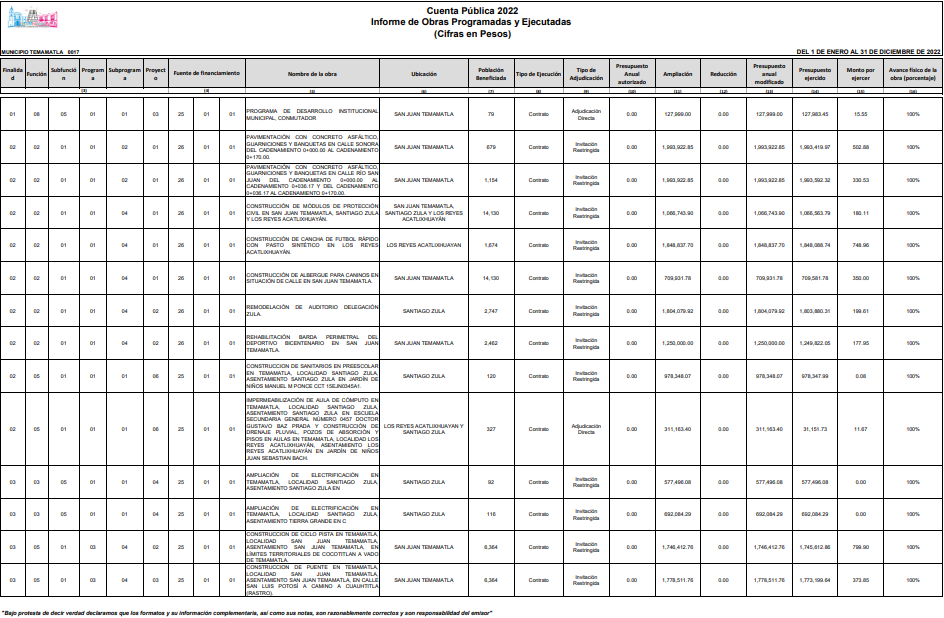 Cuenta Pública 2022
Informe de Obras Programadas y Ejecutadas
(Cifras en Pesos)
MUNICIPIO TEMAMATLA 0017
DEL 1 DE ENERO AL 31 DE DICIEMBRE DE 2022
Finalidad Función Subfunción Programa Subprograma Proyecto Fuente de financiamiento Nombre de la obra Ubicación Población Beneficiada Tipo de Ejecución Tipo de Adjudicación Presupuesto Anual autorizado Ampliación Reducción Presupuesto anual modificado Presupuesto ejercido Monto por ejercer Avance físico de la obra (porcentaje)
(3) (4) (5) (6) (7) (8) (9) (10) (11) (12) (13) (14) (15) (16)
01 08 05 01 01 03 25 01 01 PROGRAMA DE DESARROLLO INSTITUCIONAL MUNICIPAL, CONMUTADOR SAN JUAN TEMAMATLA 79 Contrato Adjudicación Directa 0.00 127,999.00 0.00 127,999.00 127,983.45 15.55 100%
02 02 01 01 02 01 26 01 01 PAVIMENTACIÓN CON CONCRETO ASFÁLTICO, GUARNICIONES Y BANQUETAS EN CALLE SONORA DEL CADENAMIENTO 0+000.00 AL CADENAMIENTO 0+170.00. SAN JUAN TEMAMATLA 679 Contrato Invitación Restringida 0.00 1,993,922.85 0.00 1,993,922.85 1,993,419.97 502.88 100%
02 02 01 01 02 01 26 01 01 PAVIMENTACIÓN CON CONCRETO ASFÁLTICO, GUARNICIONES Y BANQUETAS EN CALLE RÍO SAN JUAN DEL CADENAMIENTO 0+000.00 AL CADENAMIENTO 0+036.17 Y DEL CADENAMIENTO 0+036.17 AL CADENAMIENTO 0+170.00. SAN JUAN TEMAMATLA 1,154 Contrato Invitación Restringida 0.00 1,993,922.85 0.00 1,993,922.85 1,993,592.32 330.53 100%
02 02 01 01 04 01 26 01 01 CONSTRUCCIÓN DE MÓDULOS DE PROTECCIÓN CIVIL EN SAN JUAN TEMAMATLA, SANTIAGO ZULA Y LOS REYES ACATLIXHUAYÁN. SAN JUAN TEMAMATLA, SANTIAGO ZULA Y LOS REYES ACATLIXHUAYÁN 14,130 Contrato Invitación Restringida 0.00 1,066,743.90 0.00 1,066,743.90 1,066,563.79 180.11 100%
02 02 01 01 04 01 26 01 01 CONSTRUCCIÓN DE CANCHA DE FUTBOL RÁPIDO CON PASTO SINTÉTICO EN LOS REYES ACATLIXHUAYÁN. LOS REYES ACATLIXHUAYAN 1,674 Contrato Invitación Restringida 0.00 1,848,837.70 0.00 1,848,837.70 1,848,088.74 748.96 100%
02 02 01 01 04 01 26 01 01 CONSTRUCCIÓN DE ALBERGUE PARA CANINOS EN SITUACIÓN DE CALLE EN SAN JUAN TEMAMATLA. SAN JUAN TEMAMATLA 14,130 Contrato Invitación Restringida 0.00 709,931.78 0.00 709,931.78 709,581.78 350.00 100%
02 02 01 01 04 02 26 01 01 REMODELACIÓN DE AUDITORIO DELEGACIÓN ZULA. SANTIAGO ZULA 2,747 Contrato Invitación Restringida 0.00 1,804,079.92 0.00 1,804,079.92 1,803,880.31 199.61 100%
02 02 01 01 04 02 26 01 01 REHABILITACIÓN BARDA PERIMETRAL DEL DEPORTIVO BICENTENARIO EN SAN JUAN TEMAMATLA. SAN JUAN TEMAMATLA 2,462 Contrato Invitación Restringida 0.00 1,250,000.00 0.00 1,250,000.00 1,249,822.05 177.95 100%
02 05 01 01 01 06 25 01 01 CONSTRUCCION DE SANITARIOS EN PREESCOLAR EN TEMAMATLA, LOCALIDAD SANTIAGO ZULA, ASENTAMIENTO SANTIAGO ZULA EN JARDÍN DE NIÑOS MANUEL M PONCE CCT 15EJN0345A1. SANTIAGO ZULA 120 Contrato Invitación Restringida 0.00 978,348.07 0.00 978,348.07 978,347.99 0.08 100%
02 05 01 01 01 06 25 01 01 IMPERMEABILIZACIÓN DE AULA DE CÓMPUTO EN TEMAMATLA, LOCALIDAD SANTIAGO ZULA, ASENTAMIENTO SANTIAGO ZULA EN ESCUELA SECUNDARIA GENERAL NÚMERO 0457 DOCTOR GUSTAVO BAZ PRADA Y CONSTRUCCIÓN DE DRENAJE PLUVIAL, POZOS DE ABSORCIÓN Y PISOS EN AULAS EN TEMAMATLA, LOCALIDAD LOS REYES ACATLIXHUAYÁN, ASENTAMIENTO LOS REYES ACATLIXHUAYÁN EN JARDÍN DE NIÑOS JUAN SEBASTIAN BACH. LOS REYES ACATLIXHUAYAN Y SANTIAGO ZULA 327 Contrato Adjudicación Directa 0.00 311,163.40 0.00 311,163.40 31,151.73 11.67 100%
03 03 05 01 01 04 25 01 01 AMPLIACIÓN DE ELECTRIFICACIÓN EN TEMAMATLA, LOCALIDAD SANTIAGO ZULA, ASENTAMIENTO SANTIAGO ZULA EN SANTIAGO ZULA 92 Contrato Invitación Restringida 0.00 577,496.08 0.00 577,496.08 577,496.08 0.00 100%
03 03 05 01 01 04 25 01 01 AMPLIACIÓN DE ELECTRIFICACIÓN EN TEMAMATLA, LOCALIDAD SANTIAGO ZULA, ASENTAMIENTO TIERRA GRANDE EN C SANTIAGO ZULA 116 Contrato Invitación Restringida 0.00 692,084.29 0.00 692,084.29 692,084.29 0.00 100%
03 05 01 03 04 02 25 01 01 CONSTRUCCION DE CICLO PISTA EN TEMAMATLA, LOCALIDAD SAN JUAN TEMAMATLA, ASENTAMIENTO SAN JUAN TEMAMATLA, EN LÍMITES TERRITORIALES DE COCOTITLAN A VADO DE TEMAMATLA. SAN JUAN TEMAMATLA 6,364 Contrato Invitación Restringida 0.00 1,746,412.76 0.00 1,746,412.76 1,745,612.86 799.90 100%
03 05 01 03 04 03 25 01 01 CONSTRUCCION DE PUENTE EN TEMAMATLA, LOCALIDAD SAN JUAN TEMAMATLA, ASENTAMIENTO SAN JUAN TEMAMATLA, EN CALLE SAN LUIS POTOSÍ A CAMINO A CUAUHTITLA (RASTRO). SAN JUAN TEMAMATLA 6,364 Contrato Invitación Restringida 0.00 1,778,511.76 0.00 1,778,511.76 1,773,199.64 373.85 100%
"Bajo protesta de decir verdad declaramos que los formatos y su información complementaria, así como sus notas, son razonablemente correctos y son responsabilidad del emisor"